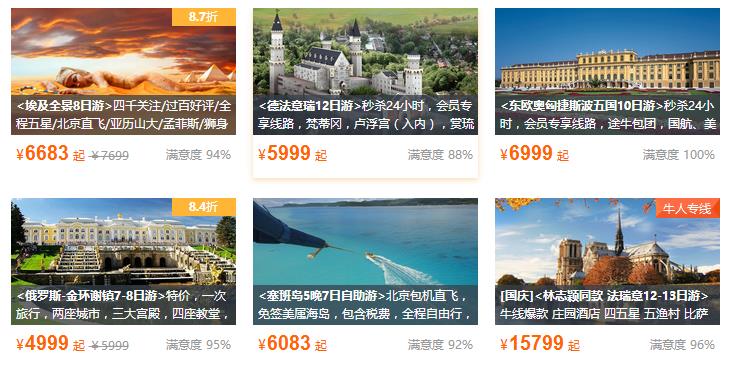 8.7折
<埃及全景8日游>四千关注/过百好评/全
程五星/北京直飞/亚历山大/孟菲斯/狮身
¥6683 起 ¥7699 满意度 94%
<德法意瑞12日游>秒杀24小时，会员专
享线路，梵蒂冈，卢浮宫（入内），赏琉
¥5999 起 满意度 88%
<东欧奥匈捷斯波五国10日游>秒杀24小
时，会员专享线路，途牛包团，国航、美
¥6999 起 满意度 100%
8.4折
<俄罗斯-金环谢镇7-8日游>特价，一次
旅行，两座城市，三大宫殿，四座教堂，
¥4999 起 ¥5999 满意度 95%
<塞班岛5晚7日自助游>北京包机直飞，
免签美属海岛，包含税费，全程自由行，
¥6083 起 满意度 92%
牛人专线
[国庆]<林志颖同款 法瑞意12-13日游>
牛线爆款 庄园酒店 四五星 五渔村 比萨
¥15799 起 满意度 96%